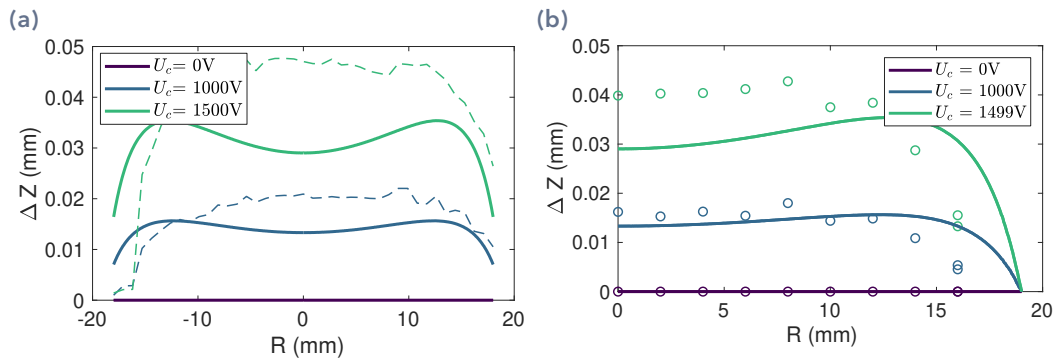 (a)
0.05
0.04
0.03
0.02
0.01
0
Δ Z (mm)
-20
-10
0
10
20
R (mm)
U_c= 0V
U_c= 1000V
U_c= 1500V
(b)
0.05
0.04
0.03
0.02
0.01
0
Δ Z (mm)
0
5
10
15
20
R (mm)
U_c = 0V
U_c = 1000V
U_c = 1499V